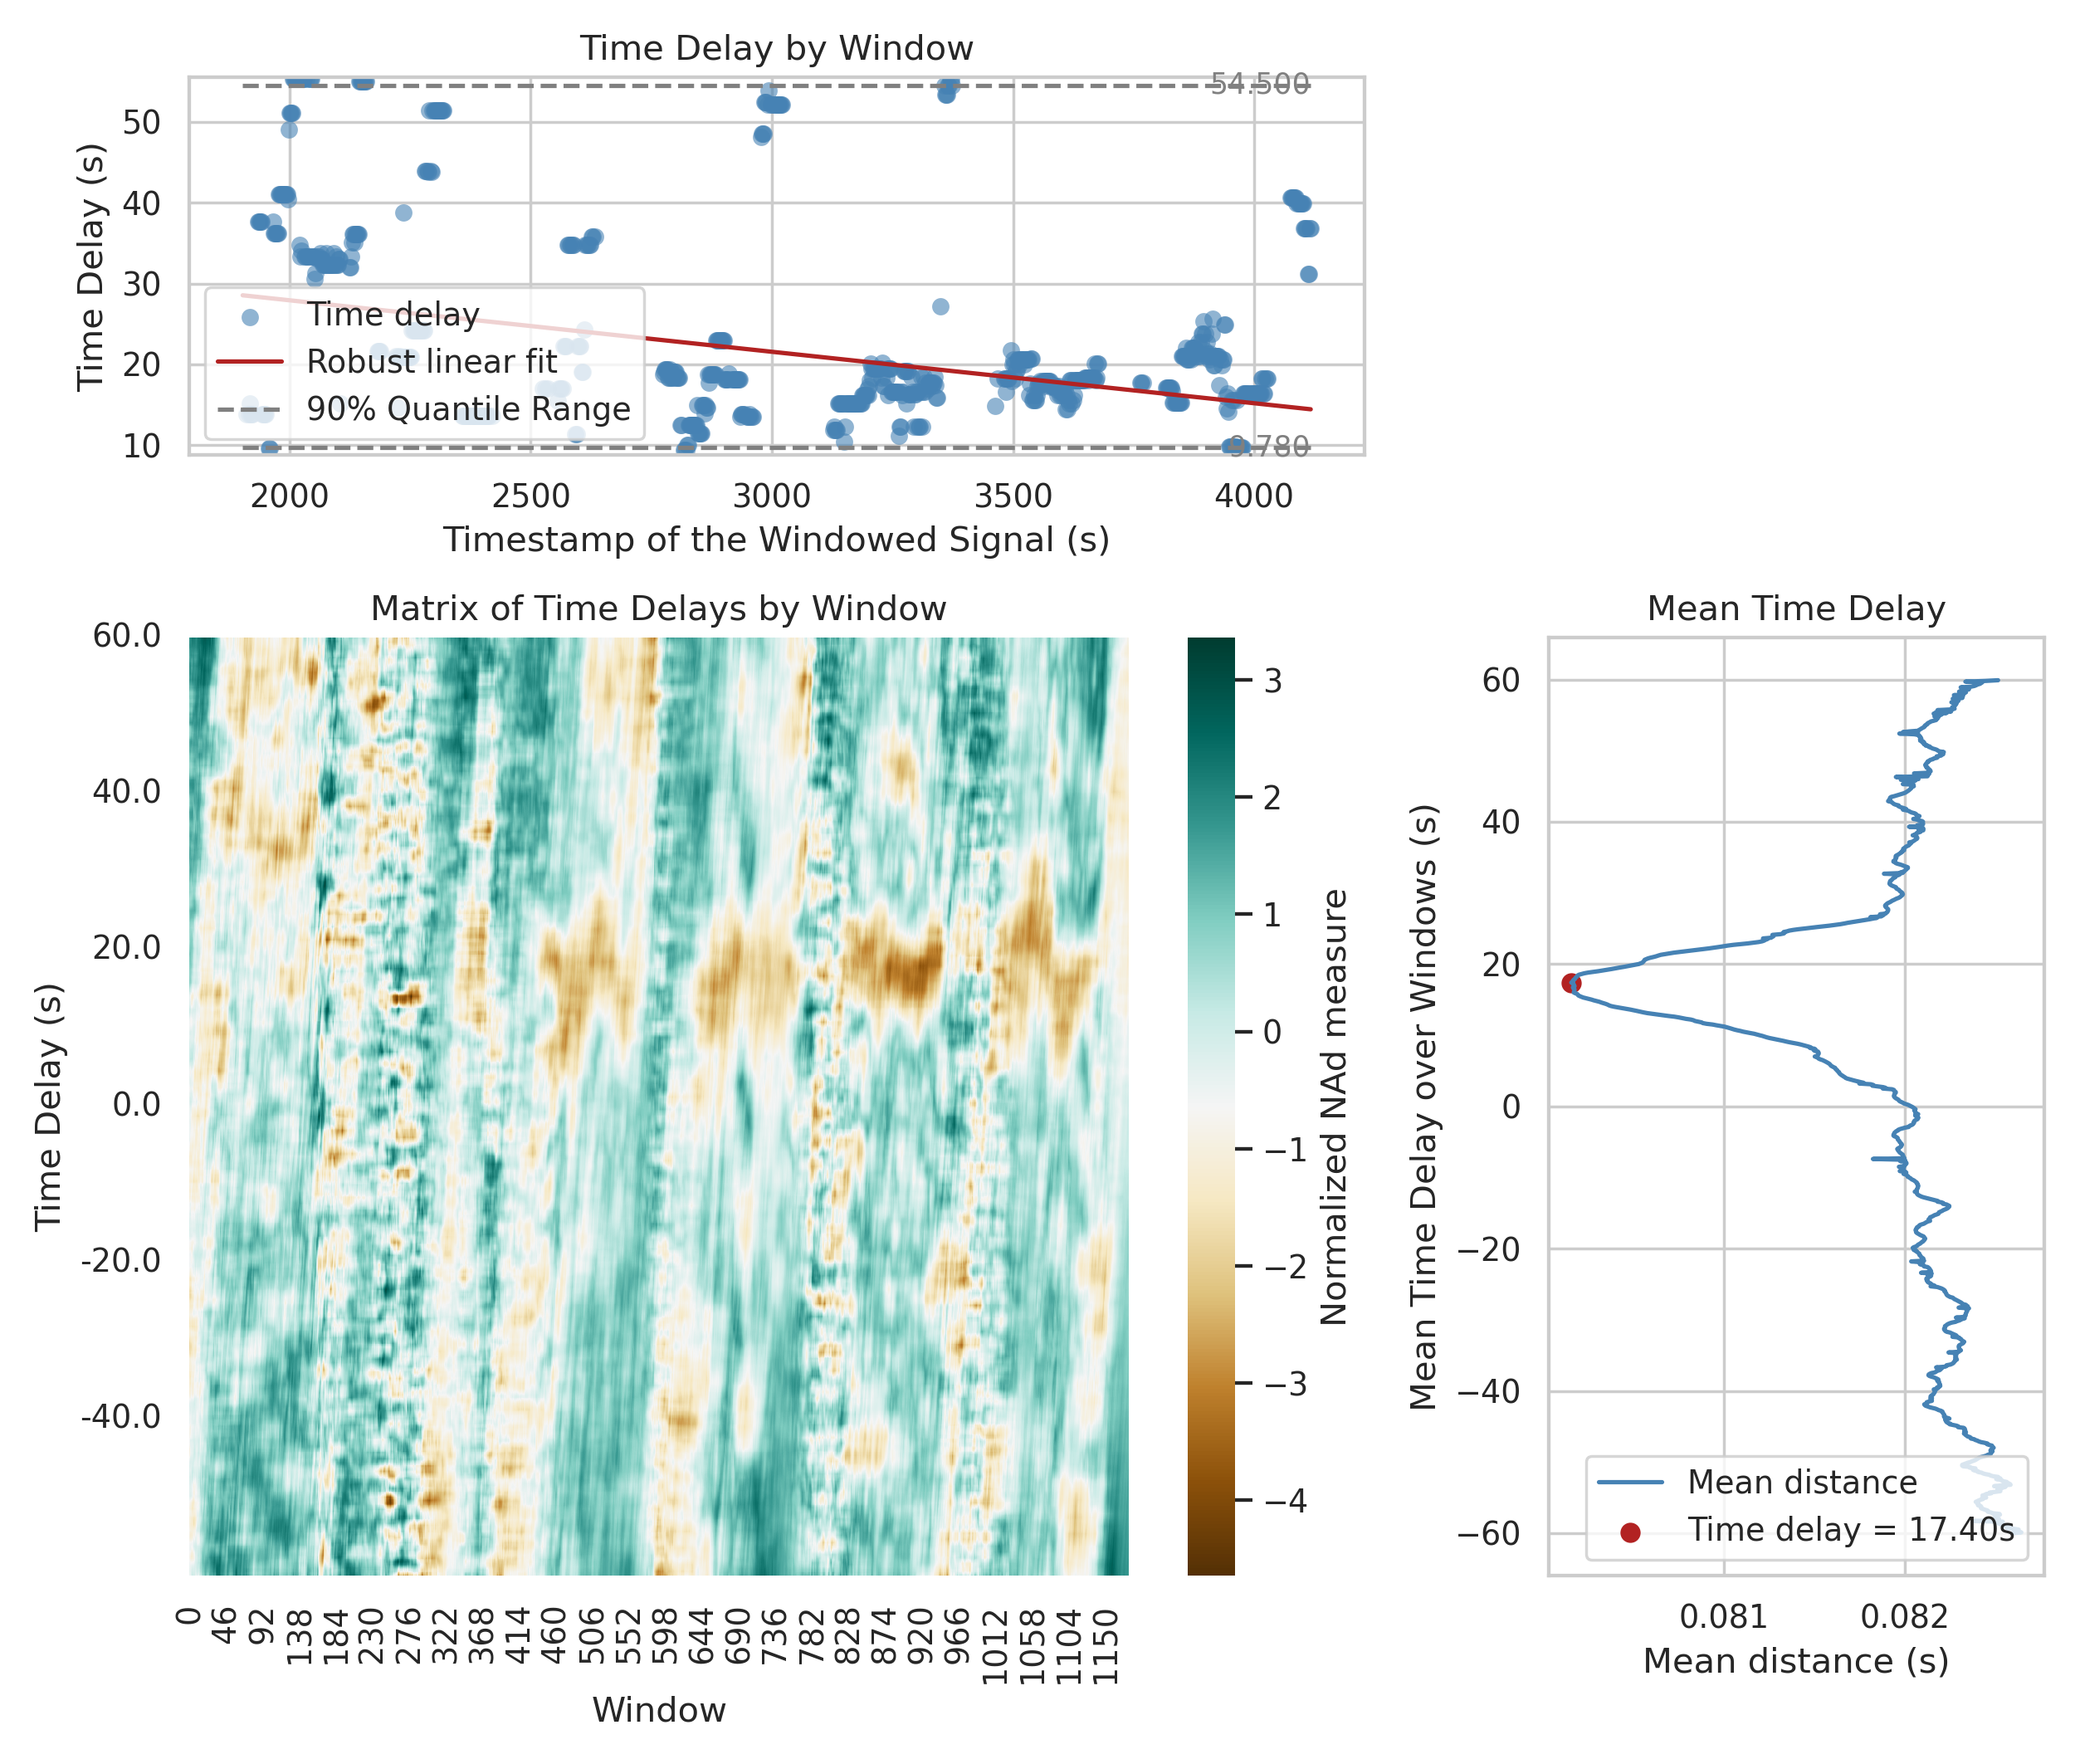 Time Delay by Window
54.500
50
40
30
20
10
9.780
Time Delay (s)
Time delay
Robust linear fit
90% Quantile Range
2000 2500 3000 3500 4000
Timestamp of the Windowed Signal (s)
Matrix of Time Delays by Window
60.0
40.0
20.0
0.0
-20.0
-40.0
Time Delay (s)
0 46 92 138 184 230 276 322 368 414 460 506 552 598 644 690 736 782 828 874 920 966 1012 1058 1104 1150
Window
3
2
1
0
−1
−2
−3
−4
Normalized NAd measure
Mean Time Delay
60
40
20
0
−20
−40
−60
Mean Time Delay over Windows (s)
Mean distance
Time delay = 17.40s
0.081 0.082
Mean distance (s)